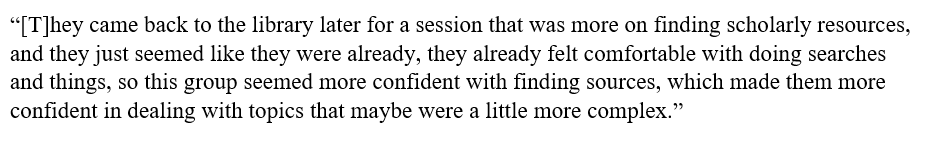 “[T]hey came back to the library later for a session that was more on finding scholarly resources,
and they just seemed like they were already, they already felt comfortable with doing searches
and things, so this group seemed more confident with finding sources, which made them more
confident in dealing with topics that maybe were a little more complex.”